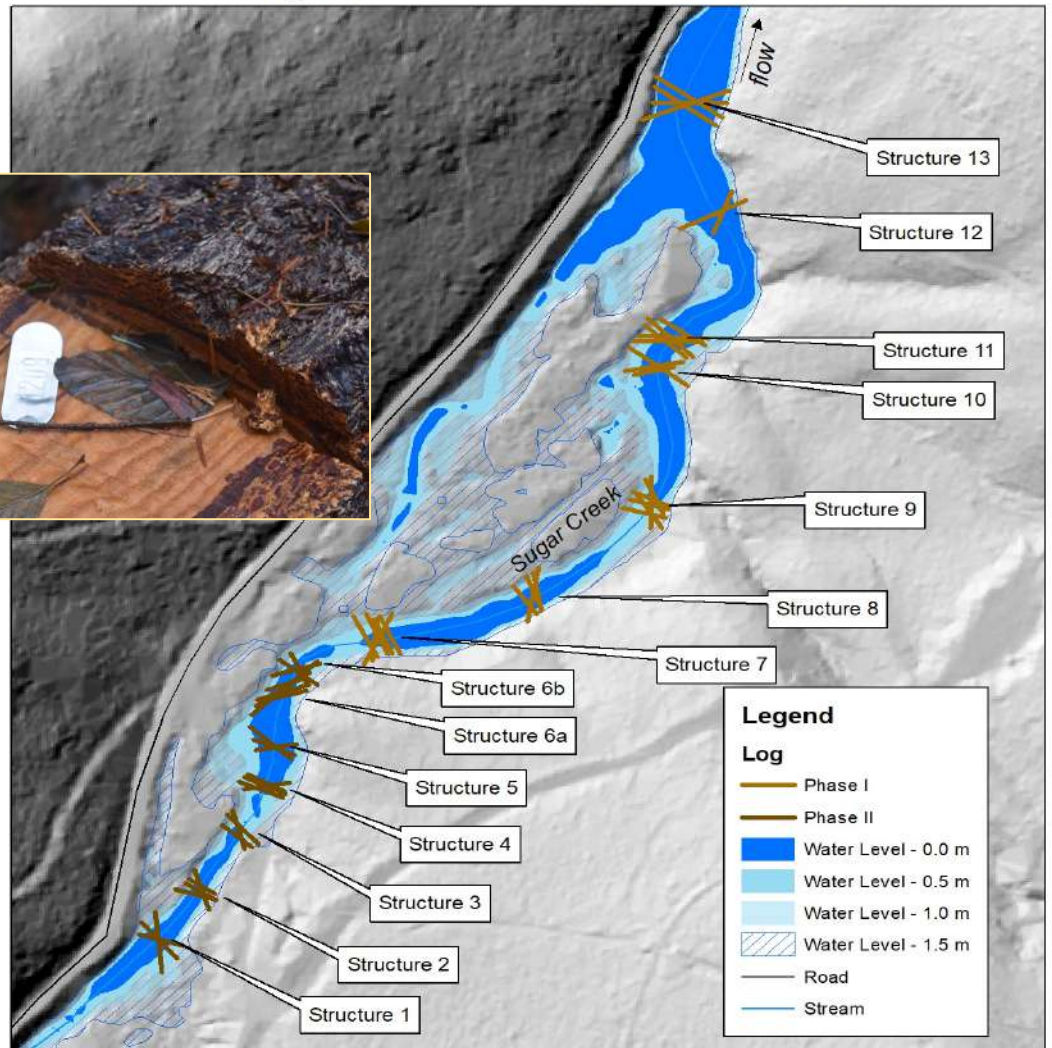 flow
Structure 13
Structure 12
Structure 11
Structure 10
Structure 9
Sugar Creek
Structure 8
Structure 7
Structure 6b
Structure 6a
Structure 5
Structure 4
Structure 3
Structure 2
Structure 1
Legend
Log
Phase I
Phase II
Water Level - 0.0 m
Water Level - 0.5 m
Water Level - 1.0 m
Water Level - 1.5 m
Road
Stream